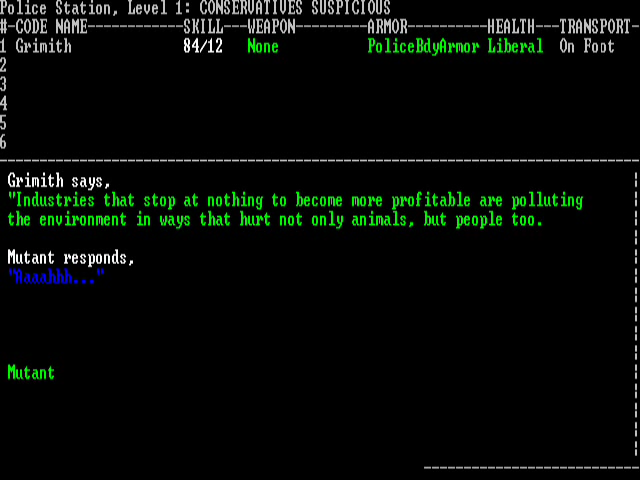 Police Station, Level 1: CONSERVATIVES SUSPICIOUS
#-CODE NAME------------SKILL---WEAPON---------ARMOR----------HEALTH---TRANSPORT-
1 Grimith              84/12   None           PoliceBdyArmor Liberal  On Foot
2
3
4
5
6
Grimith says,
"Industries that stop at nothing to become more profitable are polluting
the environment in ways that hurt not only animals, but people too.
Mutant responds,
"Aaaahhh..."
Mutant